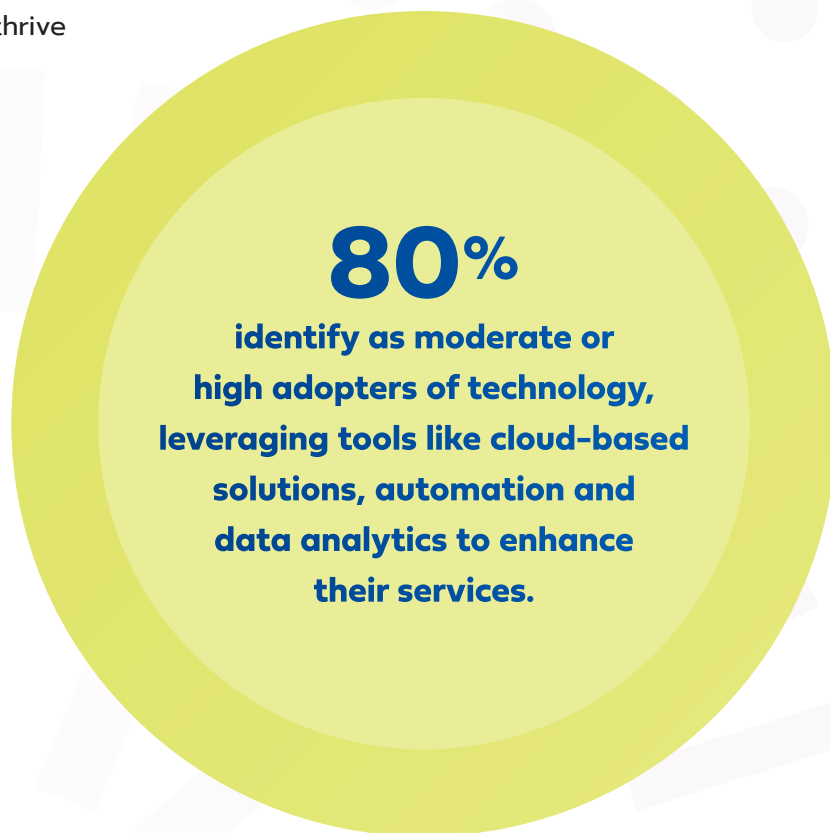 thrive
80%
identify as moderate or
high adopters of technology,
leveraging tools like cloud-based
solutions, automation and
data analytics to enhance
their services.